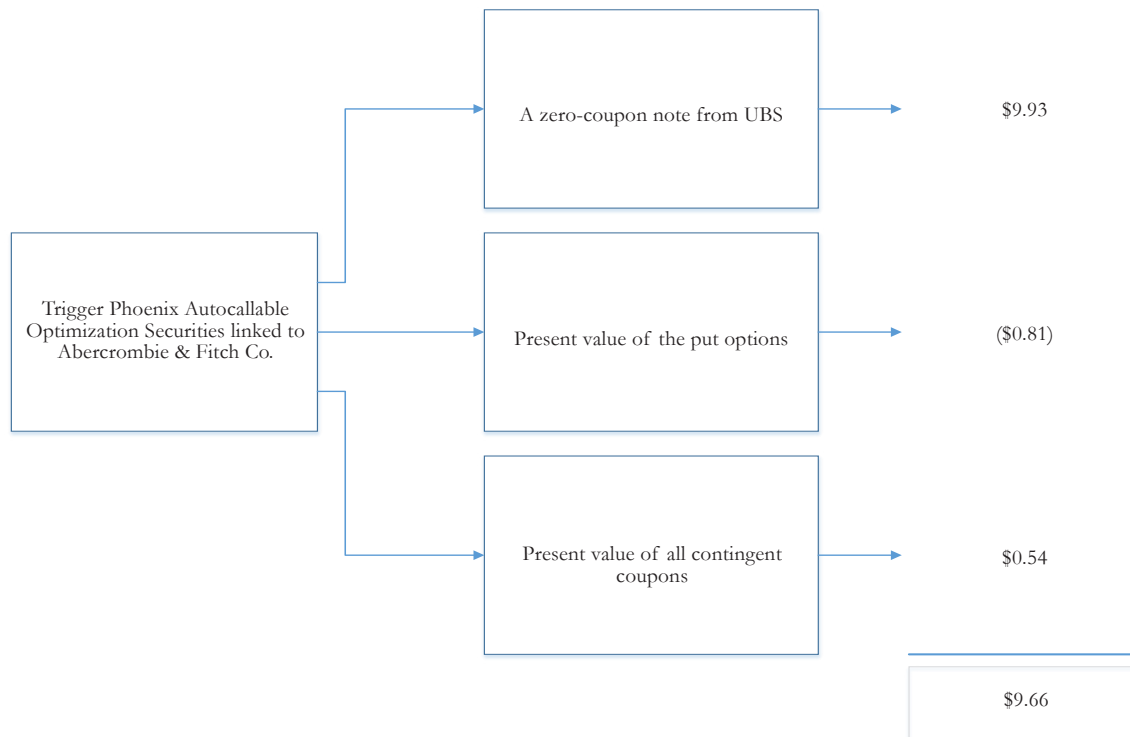 A zero-coupon note from UBS
$9.93
Trigger Phoenix Autocallable
Optimization Securities linked to
Abercrombie & Fitch Co.
Present value of the put options
($0.81)
Present value of all contingent
coupons
$0.54
$9.66